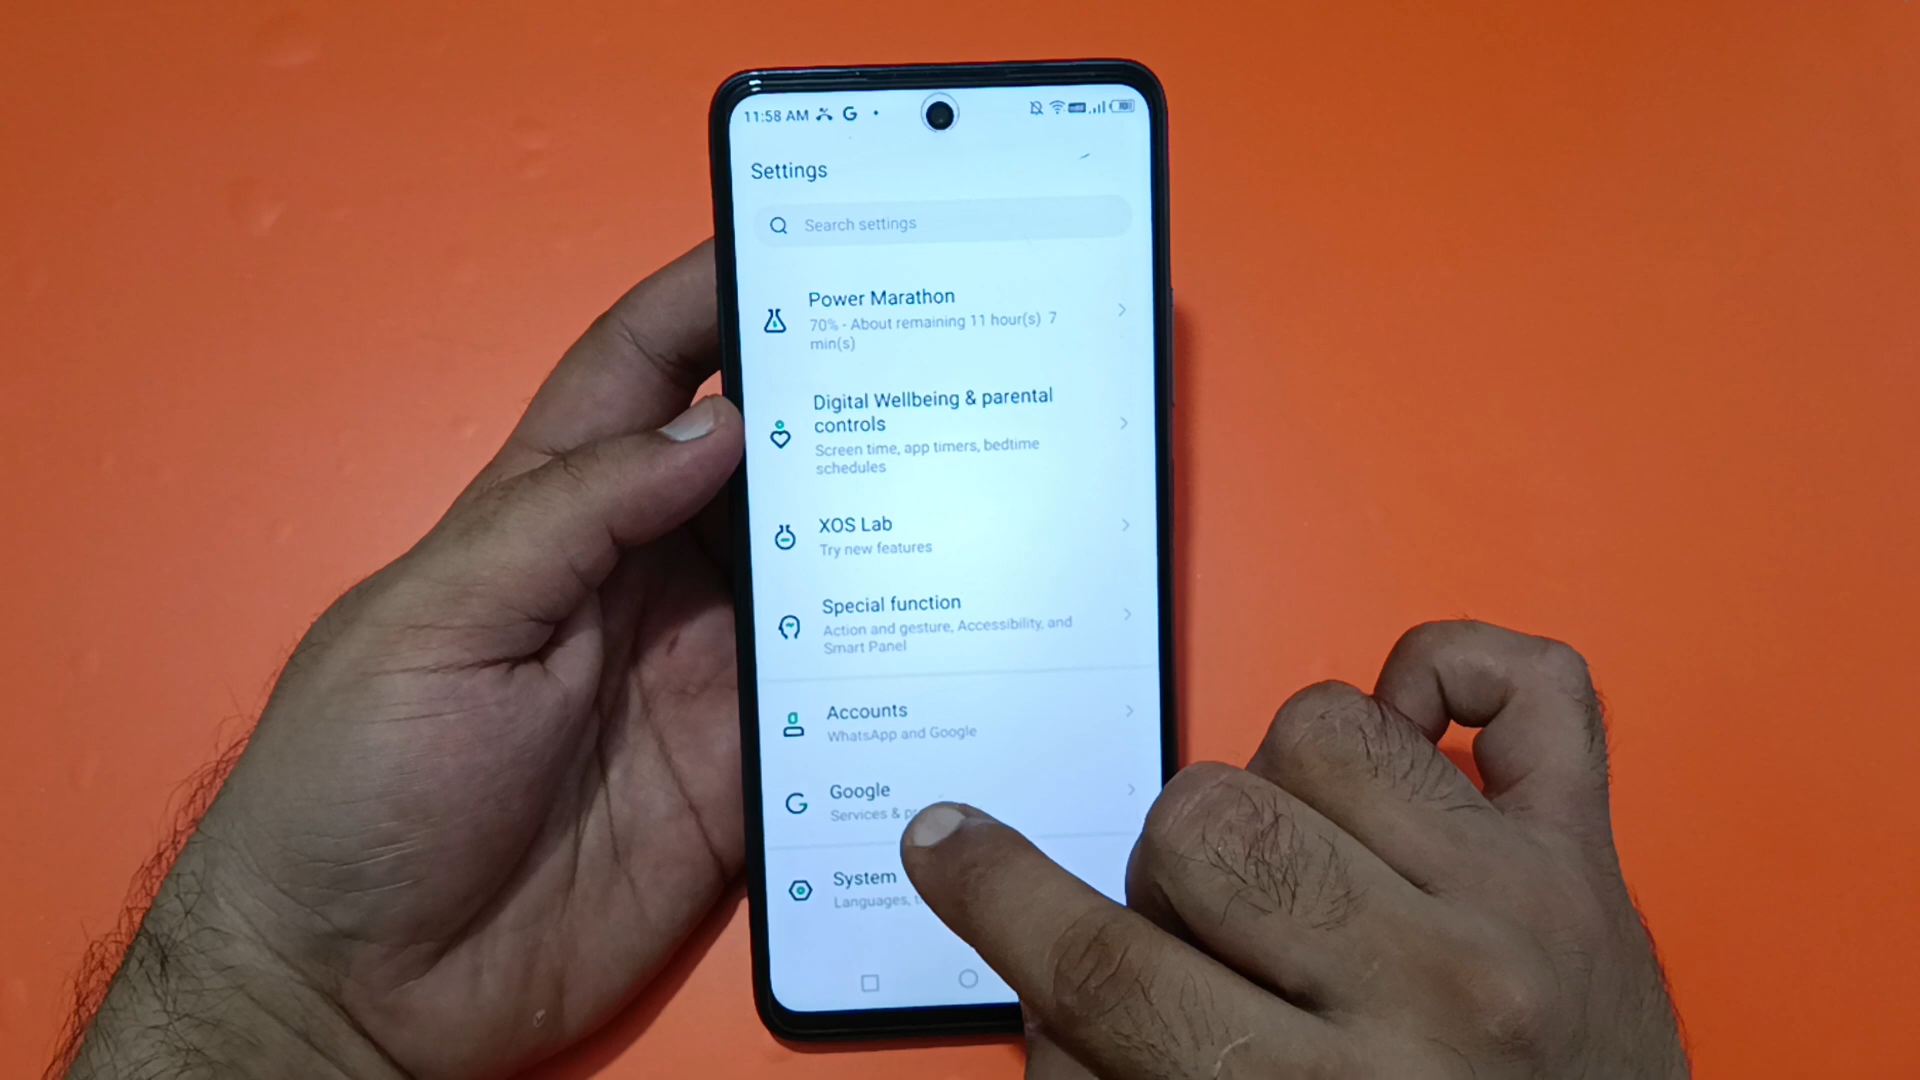 11:58 AM
Settings
Search settings
Power Marathon
70% - About remaining 11 hour(s) 7
min(s)
Digital Wellbeing & parental
controls
Screen time, app timers, bedtime
schedules
XOS Lab
Try new features
Special function
Action and gesture, Accessibility, and
Smart Panel
Accounts
WhatsApp and Google
Google
Services &
System
Languages,